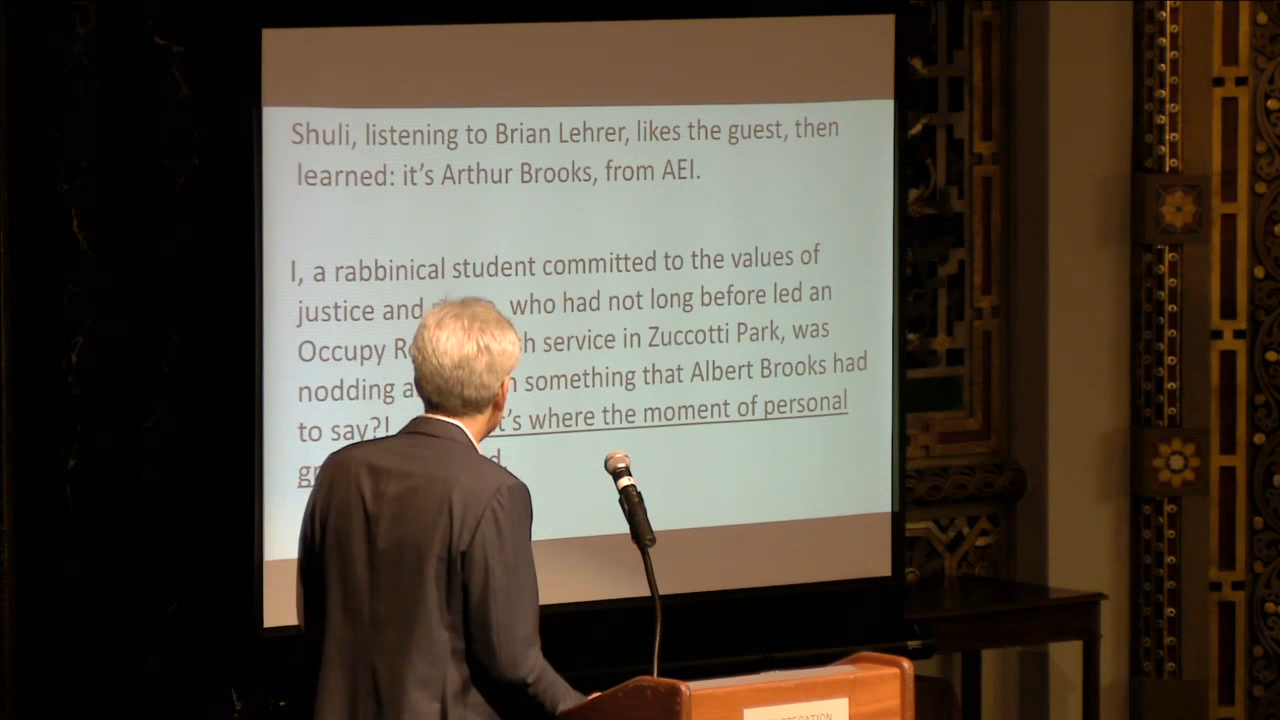 Shuli, listening to Brian Lehrer, likes the guest, then
learned: it's Arthur Brooks, from AEI.
I, a rabbinical student committed to the values of
justice and who had not long before led an
Occupy service in Zuccotti Park, was
nodding something that Albert Brooks had
to say?! where the moment of personal